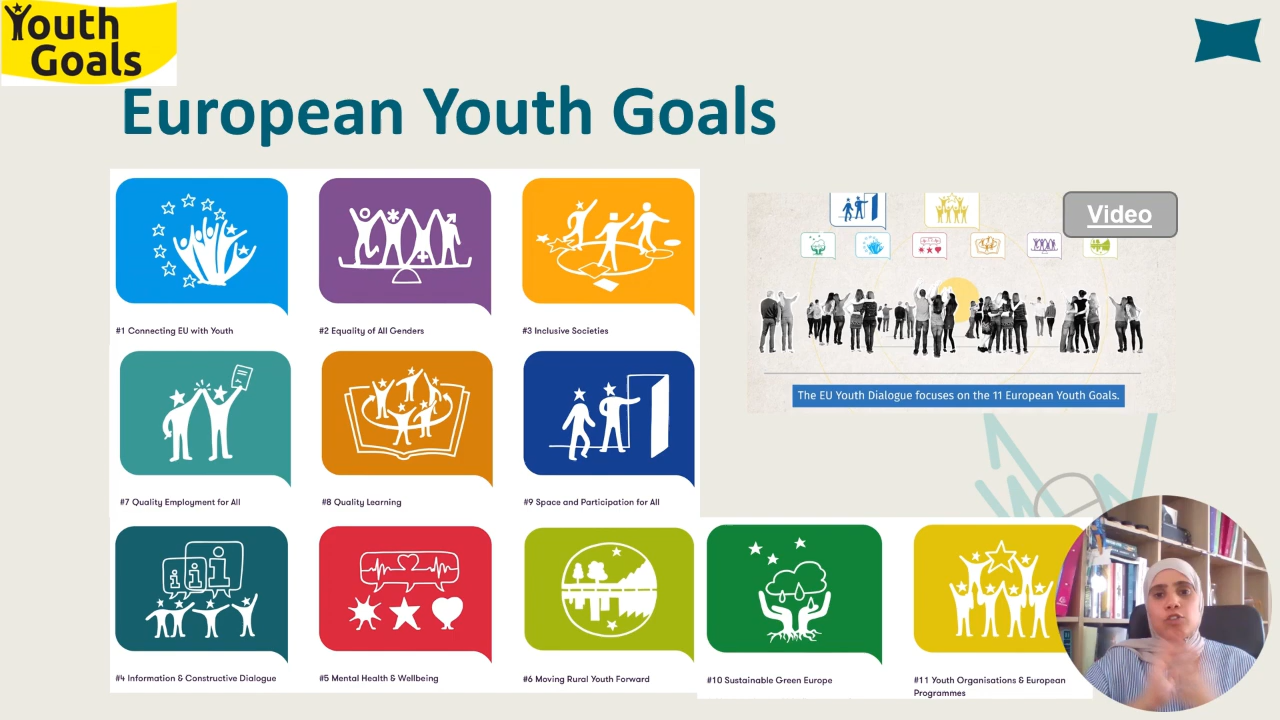 Youth
Goals
European Youth Goals
Video
The EU Youth Dialogue focuses on the 11 European Youth Goals.
#1 Connecting EU with Youth
#2 Equality of All Genders
#3 Inclusive Societies
#7 Quality Employment for All
#8 Quality Learning
#9 Space and Participation for All
#4 Information & Constructive Dialogue
#5 Mental Health & Wellbeing
#6 Moving Rural Youth Forward
#10 Sustainable Green Europe
#11 Youth Organisations & European
Programmes